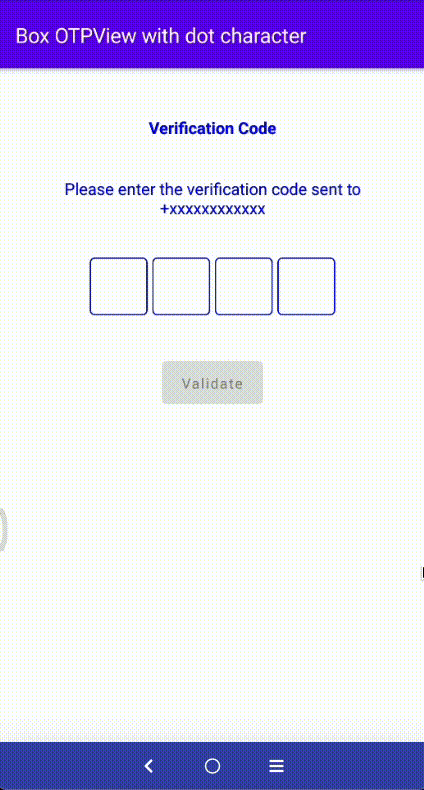 Box OTPView with dot character
Verification Code
Please enter the verification code sent to
+xxxxxxxxxxxx
Validate